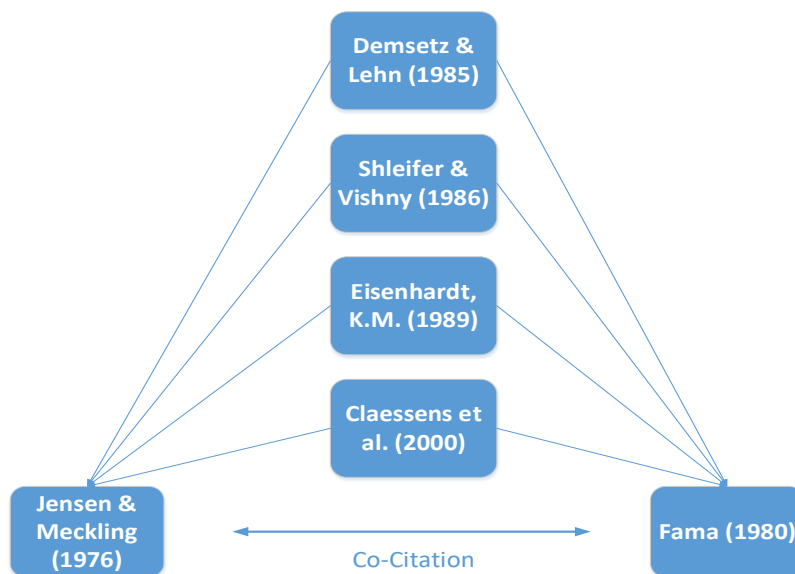 Demsetz &
Lehn (1985)
Shleifer &
Vishny (1986)
Eisenhardt,
K.M. (1989)
Claessens et
al. (2000)
Jensen &
Meckling
(1976)
Fama (1980)
Co-Citation